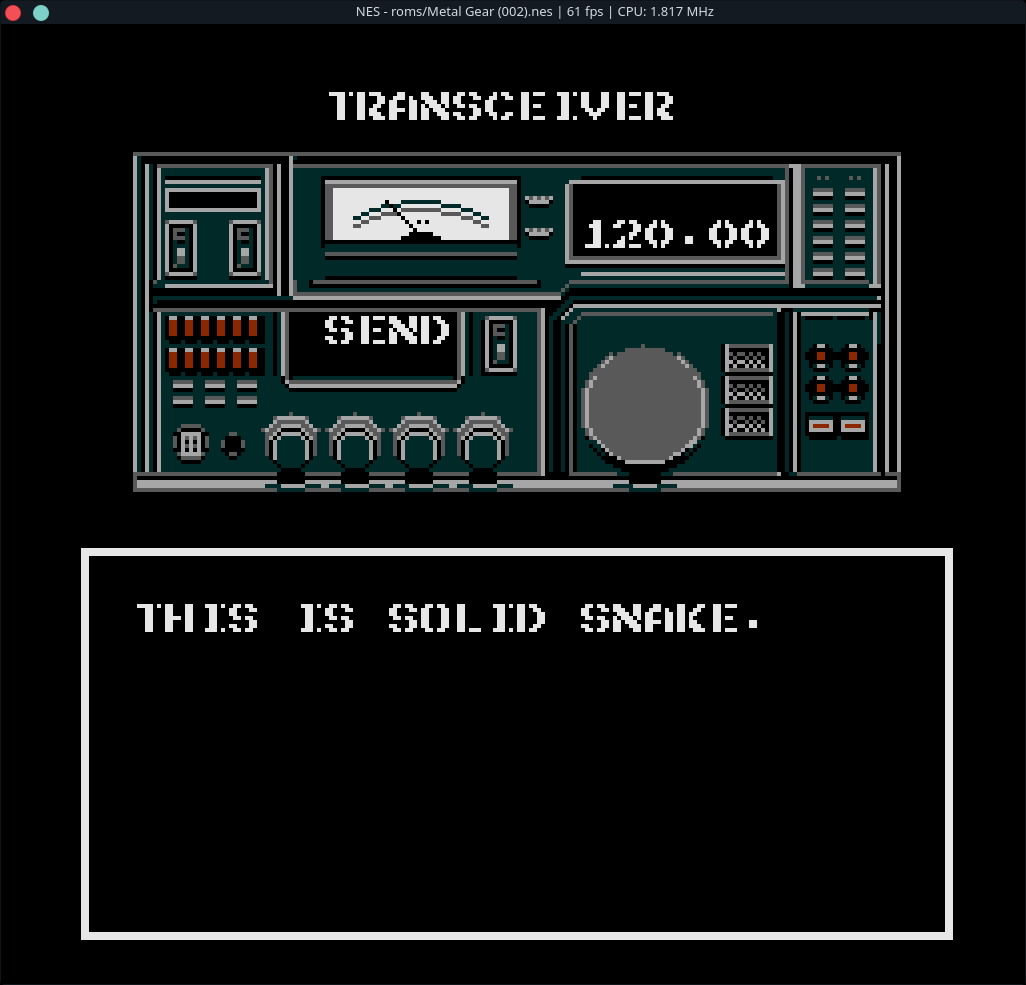 NES - roms/Metal Gear (002).nes | 61 fps | CPU: 1.817 MHz
TRANSCEIVER
120.00
SEND
THIS IS SOLID SNAKE.